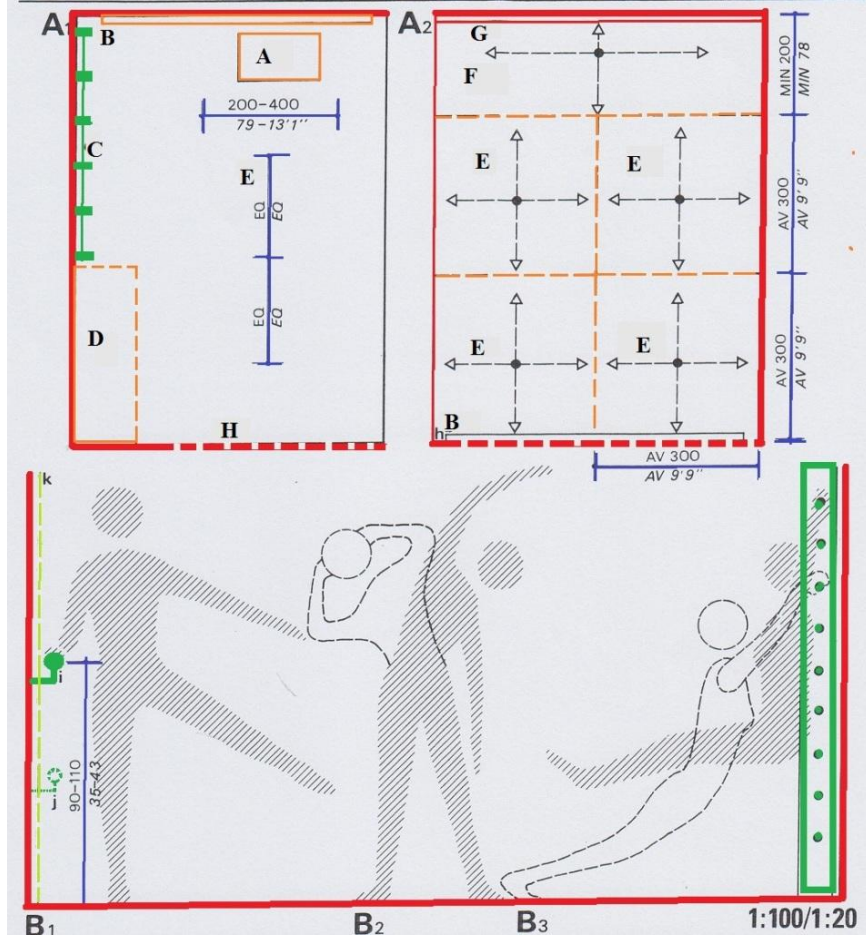 A1
B
A
C
200-400
79-13'1"
E
EQ
EQ
EQ
EQ
D
H
A2
G
F
E
E
E
E
B
h
MIN 200
MIN 78
AV 300
AV 9'9"
AV 300
AV 9'9"
AV 300
AV 9'9"
k
i
j
90-110
35-43
B1
B2
B3
1:100/1:20